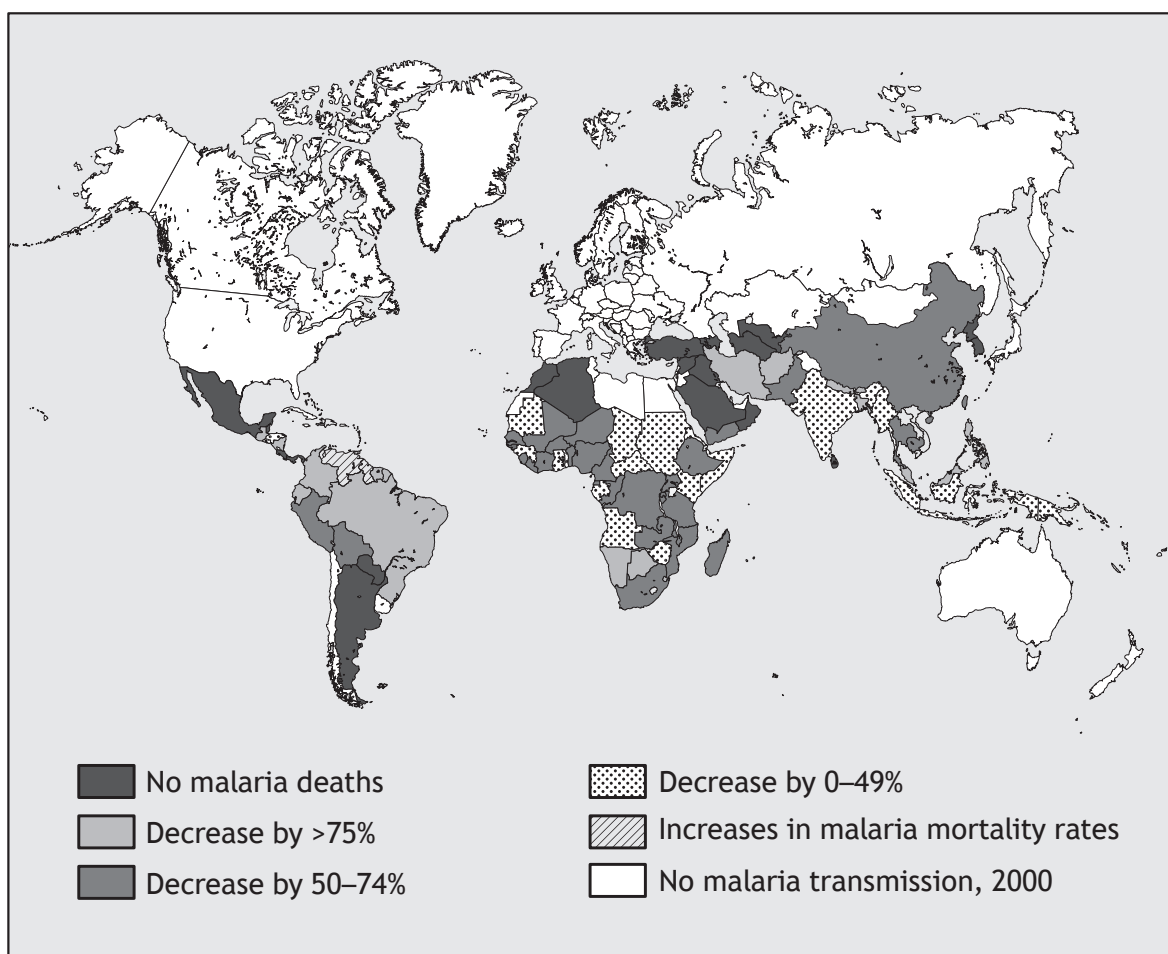 No malaria deaths
Decrease by >75%
Decrease by 50–74%
Decrease by 0–49%
Increases in malaria mortality rates
No malaria transmission, 2000